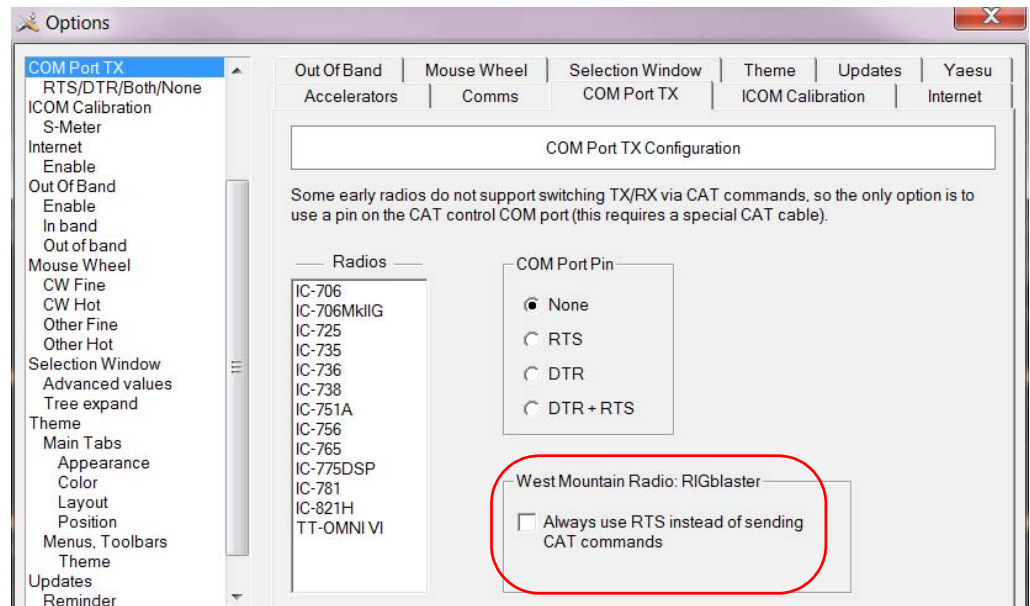 Options
COM Port TX
RTS/DTR/Both/None
ICOM Calibration
S-Meter
Internet
Enable
Out Of Band
Enable
In band
Out of band
Mouse Wheel
CW Fine
CW Hot
Other Fine
Other Hot
Selection Window
Advanced values
Tree expand
Theme
Main Tabs
Appearance
Color
Layout
Position
Menus, Toolbars
Theme
Updates
Reminder
Out Of Band Mouse Wheel Selection Window Theme Updates Yaesu
Accelerators Comms COM Port TX ICOM Calibration Internet
COM Port TX Configuration
Some early radios do not support switching TX/RX via CAT commands, so the only option is to
use a pin on the CAT control COM port (this requires a special CAT cable).
Radios
IC-706
IC-706MkIIG
IC-725
IC-735
IC-736
IC-738
IC-751A
IC-756
IC-765
IC-775DSP
IC-781
IC-821H
TT-OMNI VI
COM Port Pin
None
RTS
DTR
DTR + RTS
West Mountain Radio: RIGblaster
Always use RTS instead of sending
CAT commands